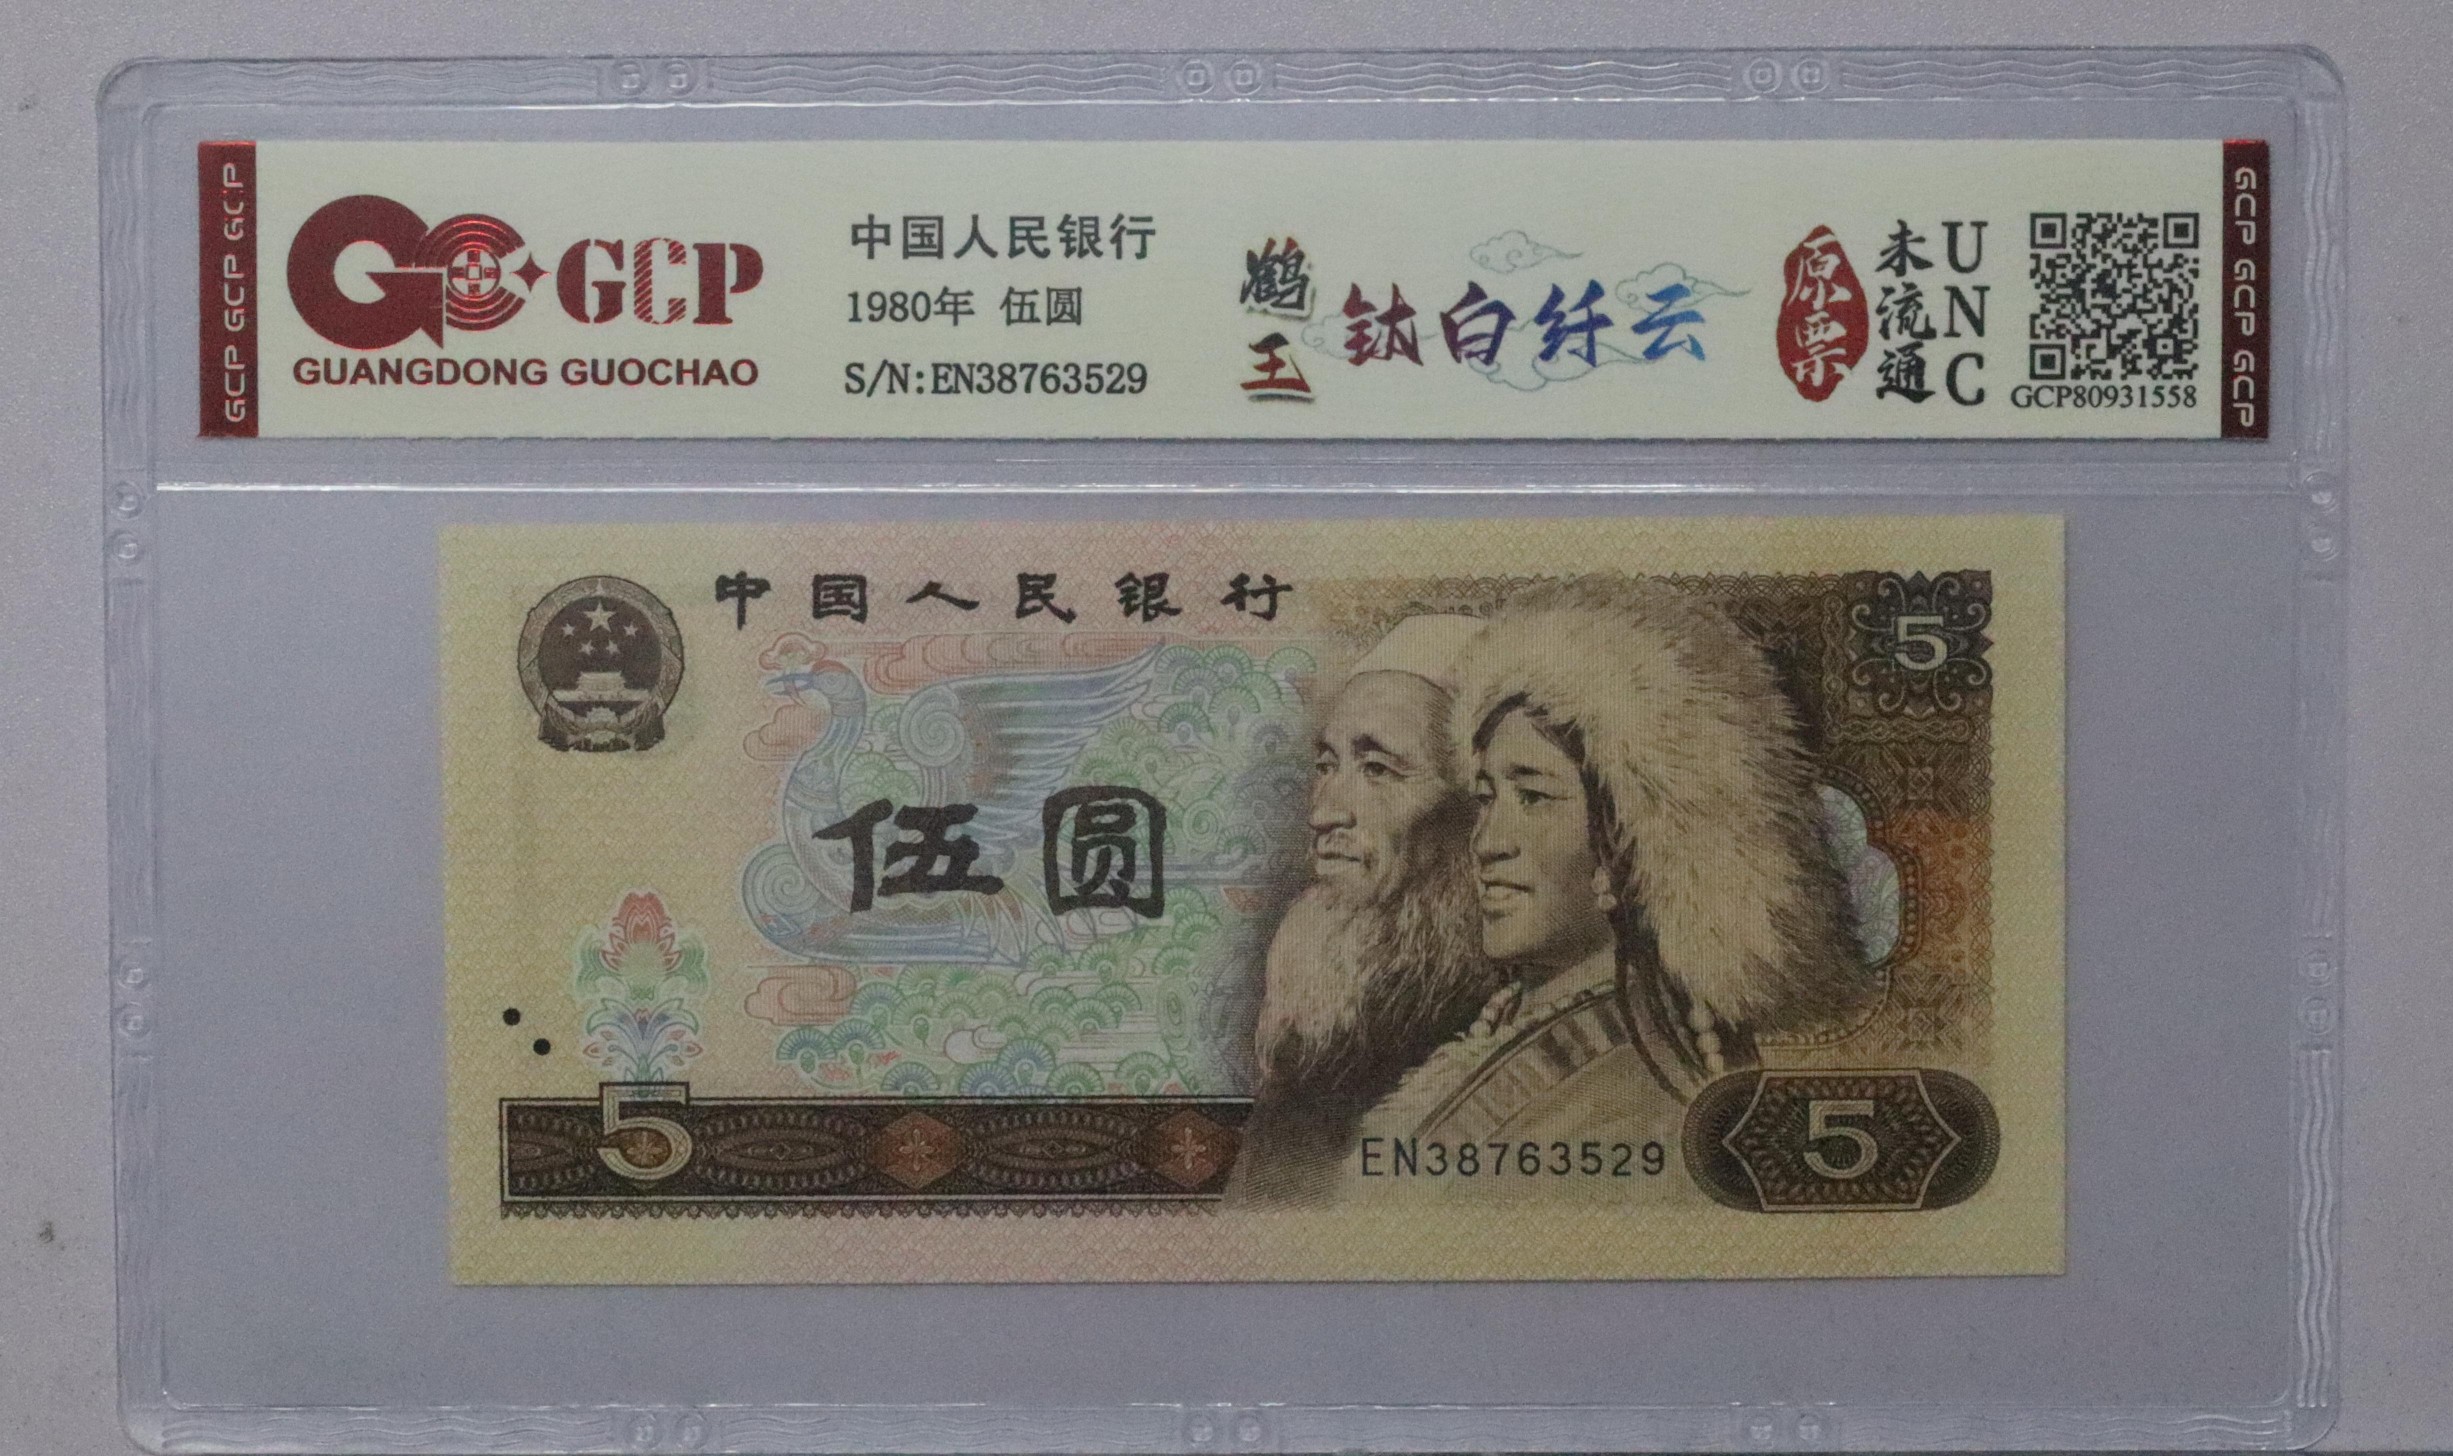 GCP GCP GCP
GCP
GUANGDONG GUOCHAO
中国人民银行
1980年 伍圆
S/N:EN38763529
鹤王
钛白纤云
原票
未流通
UNC
GCP80931558
GCP GCP GCP
中国人民银行
5
伍圆
5
EN38763529
5